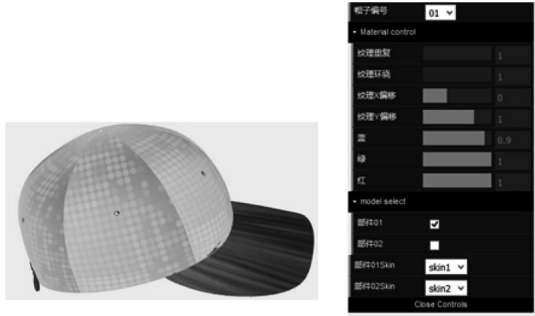 帽子编号 01
Material control
纹理重复 1
纹理环绕 1
纹理X偏移 0
纹理Y偏移 1
蓝 0.9
绿 1
红 1
model select
部件01
部件02
部件01Skin skin1
部件02Skin skin2
Close Controls